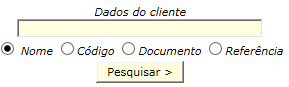 Dados do cliente
Nome Código Documento Referência
Pesquisar >